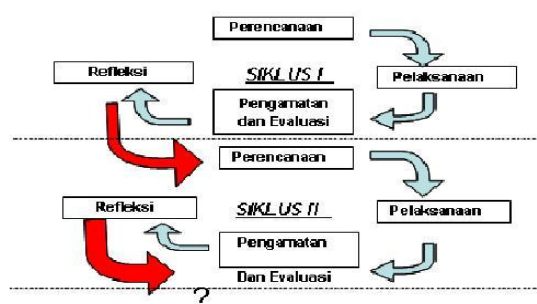 Perencanaan
Refleksi
SIKLUS I
Pelaksanaan
Pengamatan
dan Evaluasi
Perencanaan
Refleksi
SIKLUS II
Pelaksanaan
Pengamatan
Dan Evaluasi
?